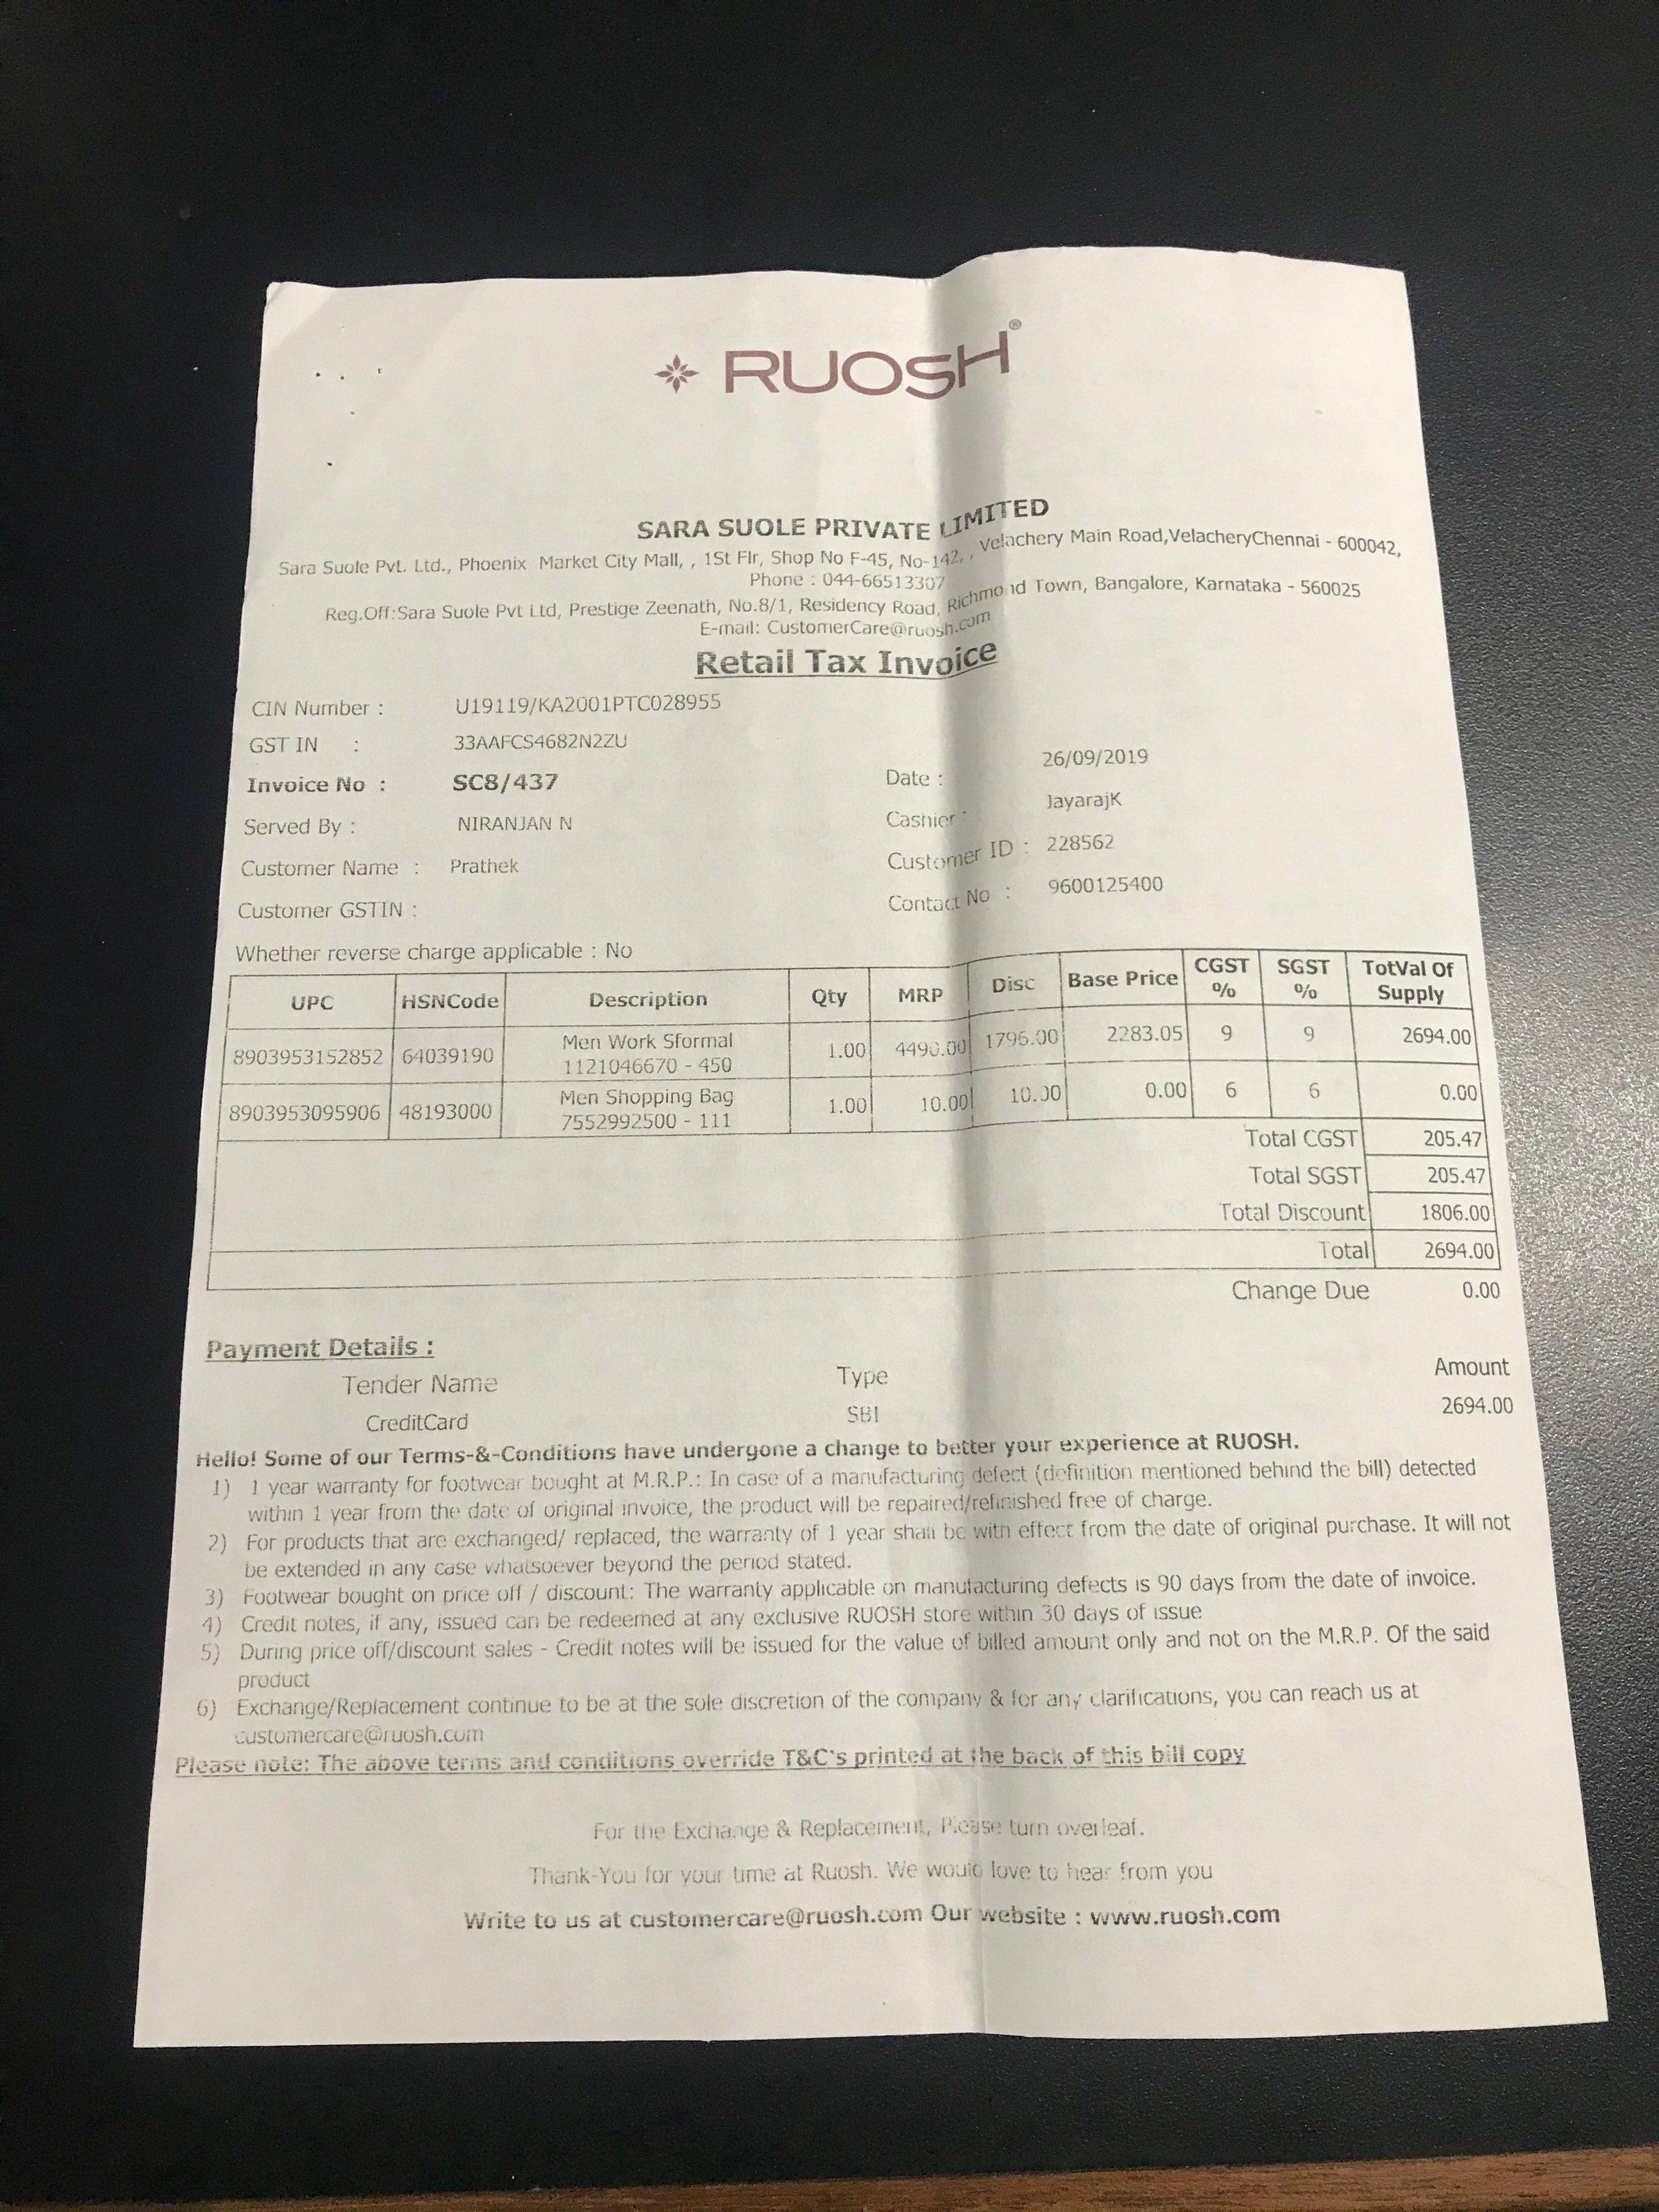 RUOSH®
SARA SUOLE PRIVATE LIMITED
Sara Suole Pvt. Ltd., Phoenix Market City Mall, , 1St Flr, Shop No F-45, No-142, , Velachery Main Road,VelacheryChennai - 600042,
Phone : 044-66513307
Reg.Off:Sara Suole Pvt Ltd, Prestige Zeenath, No.8/1, Residency Road, Richmond Town, Bangalore, Karnataka - 560025
E-mail: CustomerCare@ruosh.com
Retail Tax Invoice
CIN Number : U19119/KA2001PTC028955
GST IN : 33AAFCS4682N2ZU
Invoice No : SC8/437 Date : 26/09/2019
Served By : NIRANJAN N Cashier : JayarajK
Customer Name : Prathek Customer ID : 228562
Customer GSTIN : Contact No : 9600125400
Whether reverse charge applicable : No
UPC HSNCode Description Qty MRP Disc Base Price CGST % SGST % TotVal Of Supply
8903953152852 64039190 Men Work Sformal 1.00 4490.00 1796.00 2283.05 9 9 2694.00
1121046670 - 450
8903953095906 48193000 Men Shopping Bag 1.00 10.00 10.00 0.00 6 6 0.00
7552992500 - 111
Total CGST 205.47
Total SGST 205.47
Total Discount 1806.00
Total 2694.00
Change Due 0.00
Payment Details :
Tender Name Type Amount
CreditCard SBI 2694.00
Hello! Some of our Terms-&-Conditions have undergone a change to better your experience at RUOSH.
1) 1 year warranty for footwear bought at M.R.P.: In case of a manufacturing defect (definition mentioned behind the bill) detected
within 1 year from the date of original invoice, the product will be repaired/refinished free of charge.
2) For products that are exchanged/ replaced, the warranty of 1 year shall be with effect from the date of original purchase. It will not
be extended in any case whatsoever beyond the period stated.
3) Footwear bought on price off / discount: The warranty applicable on manufacturing defects is 90 days from the date of invoice.
4) Credit notes, if any, issued can be redeemed at any exclusive RUOSH store within 30 days of issue
5) During price off/discount sales - Credit notes will be issued for the value of billed amount only and not on the M.R.P. Of the said
product
6) Exchange/Replacement continue to be at the sole discretion of the company & for any clarifications, you can reach us at
customercare@ruosh.com
Please note: The above terms and conditions override T&C's printed at the back of this bill copy
For the Exchange & Replacement, Please turn overleaf.
Thank-You for your time at Ruosh. We would love to hear from you
Write to us at customercare@ruosh.com Our website : www.ruosh.com